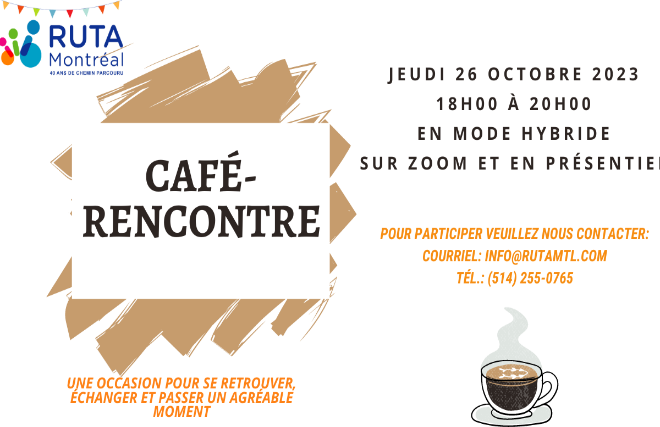 RUTA
Montréal
40 ANS DE CHEMIN PARCOURU
CAFÉ-
RENCONTRE
UNE OCCASION POUR SE RETROUVER,
ÉCHANGER ET PASSER UN AGRÉABLE
MOMENT
JEUDI 26 OCTOBRE 2023
18H00 À 20H00
EN MODE HYBRIDE
SUR ZOOM ET EN PRÉSENTIEL
POUR PARTICIPER VEUILLEZ NOUS CONTACTER:
COURRIEL: INFO@RUTAMTL.COM
TÉL.: (514) 255-0765